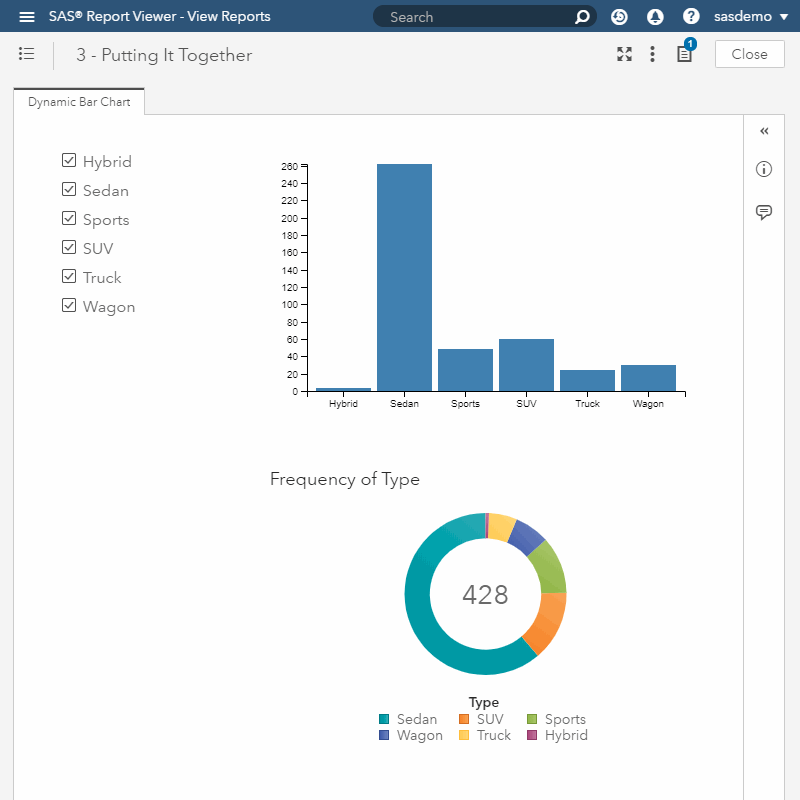 SAS® Report Viewer - View Reports
Search
?
sasdemo
3 - Putting It Together
1
Close
Dynamic Bar Chart
Hybrid
Sedan
Sports
SUV
Truck
Wagon
260
240
220
200
180
160
140
120
100
80
60
40
20
0
Hybrid Sedan Sports SUV Truck Wagon
Frequency of Type
428
Type
Sedan SUV Sports
Wagon Truck Hybrid